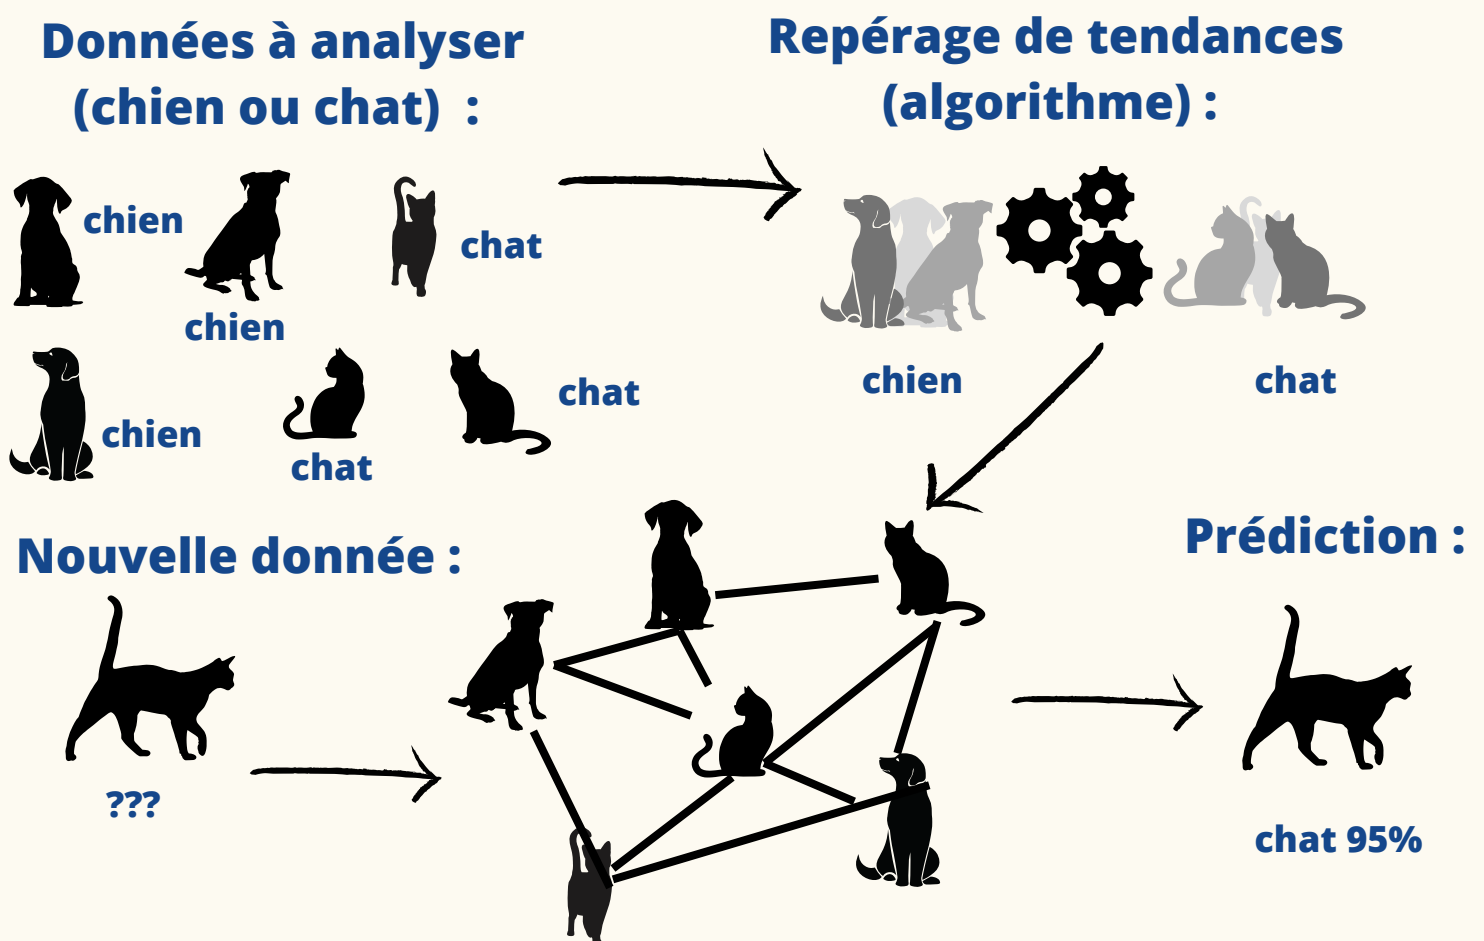 Données à analyser
(chien ou chat) :
Repérage de tendances
(algorithme) :
chien
chat
chien
chien
chat
chat
chien
chat
Nouvelle donnée :
???
Prédiction :
chat 95%